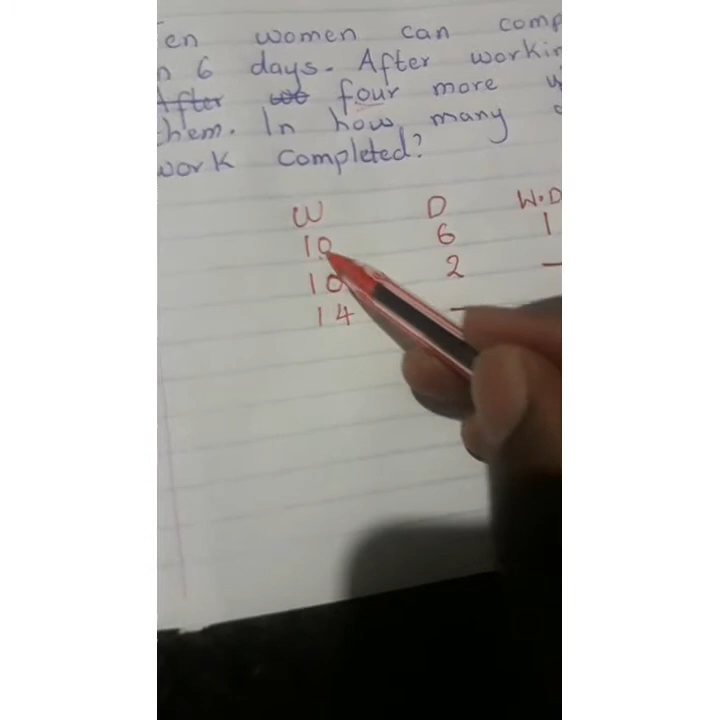 en women can comp
n 6 days. After workin
After four more
them. In how many
work completed?
W D W.D
10 6 1
10 2 –
14 –